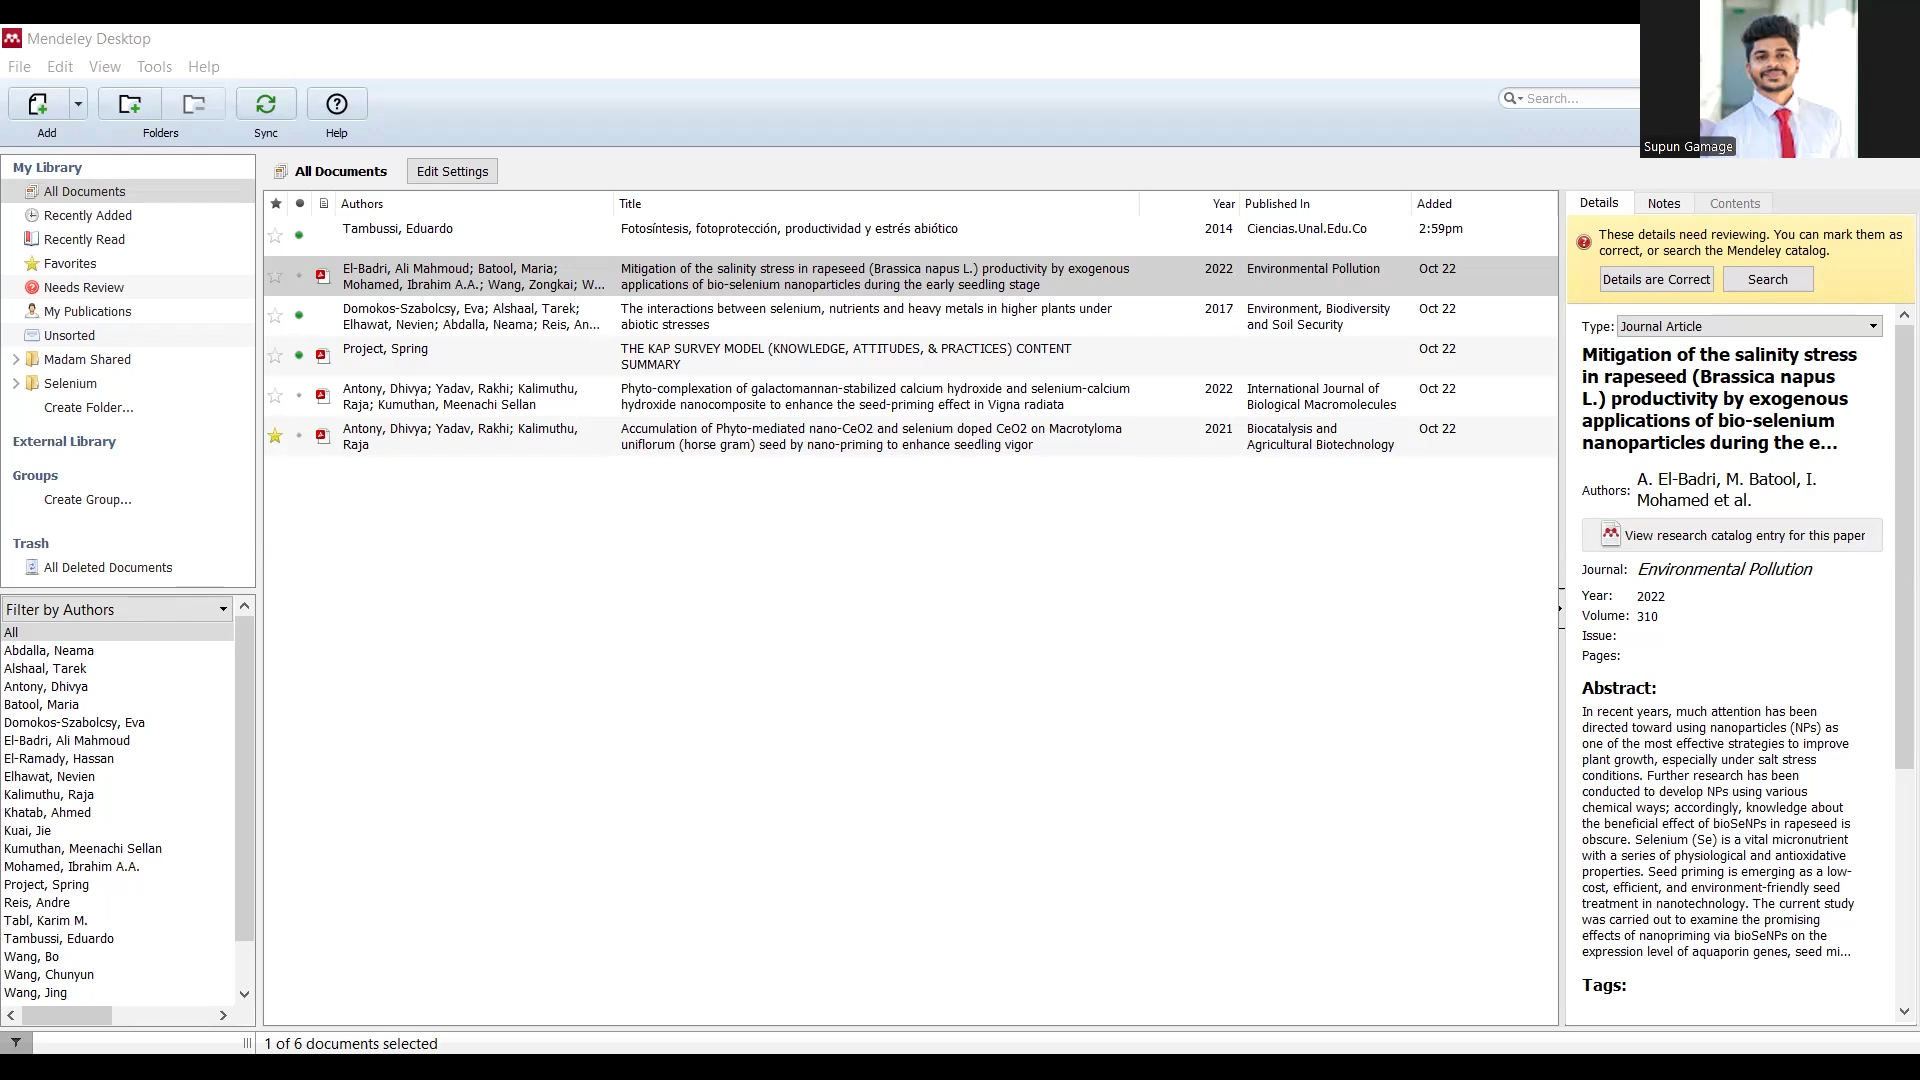 Mendeley Desktop
File Edit View Tools Help
Add Folders Sync Help
Search...
Supun Gamage
My Library
All Documents
Recently Added
Recently Read
Favorites
Needs Review
My Publications
Unsorted
Madam Shared
Selenium
Create Folder...
External Library
Groups
Create Group...
Trash
All Deleted Documents
Filter by Authors
All
Abdalla, Neama
Alshaal, Tarek
Antony, Dhivya
Batool, Maria
Domokos-Szabolcsy, Eva
El-Badri, Ali Mahmoud
El-Ramady, Hassan
Elhawat, Nevien
Kalimuthu, Raja
Khatab, Ahmed
Kuai, Jie
Kumuthan, Meenachi Sellan
Mohamed, Ibrahim A.A.
Project, Spring
Reis, Andre
Tabl, Karim M.
Tambussi, Eduardo
Wang, Bo
Wang, Chunyun
Wang, Jing
All Documents Edit Settings
Authors Title Year Published In Added
Tambussi, Eduardo Fotosíntesis, fotoprotección, productividad y estrés abiótico 2014 Ciencias.Unal.Edu.Co 2:59pm
El-Badri, Ali Mahmoud; Batool, Maria; Mitigation of the salinity stress in rapeseed (Brassica napus L.) productivity by exogenous 2022 Environmental Pollution Oct 22
Mohamed, Ibrahim A.A.; Wang, Zongkai; W... applications of bio-selenium nanoparticles during the early seedling stage
Domokos-Szabolcsy, Eva; Alshaal, Tarek; The interactions between selenium, nutrients and heavy metals in higher plants under 2017 Environment, Biodiversity Oct 22
Elhawat, Nevien; Abdalla, Neama; Reis, An... abiotic stresses and Soil Security
Project, Spring THE KAP SURVEY MODEL (KNOWLEDGE, ATTITUDES, & PRACTICES) CONTENT Oct 22
SUMMARY
Antony, Dhivya; Yadav, Rakhi; Kalimuthu, Phyto-complexation of galactomannan-stabilized calcium hydroxide and selenium-calcium 2022 International Journal of Oct 22
Raja; Kumuthan, Meenachi Sellan hydroxide nanocomposite to enhance the seed-priming effect in Vigna radiata Biological Macromolecules
Antony, Dhivya; Yadav, Rakhi; Kalimuthu, Accumulation of Phyto-mediated nano-CeO2 and selenium doped CeO2 on Macrotyloma 2021 Biocatalysis and Oct 22
Raja uniflorum (horse gram) seed by nano-priming to enhance seedling vigor Agricultural Biotechnology
1 of 6 documents selected
Details Notes Contents
These details need reviewing. You can mark them as
correct, or search the Mendeley catalog.
Details are Correct Search
Type: Journal Article
Mitigation of the salinity stress
in rapeseed (Brassica napus
L.) productivity by exogenous
applications of bio-selenium
nanoparticles during the e...
Authors: A. El-Badri, M. Batool, I.
Mohamed et al.
View research catalog entry for this paper
Journal: Environmental Pollution
Year: 2022
Volume: 310
Issue:
Pages:
Abstract:
In recent years, much attention has been
directed toward using nanoparticles (NPs) as
one of the most effective strategies to improve
plant growth, especially under salt stress
conditions. Further research has been
conducted to develop NPs using various
chemical ways; accordingly, knowledge about
the beneficial effect of bioSeNPs in rapeseed is
obscure. Selenium (Se) is a vital micronutrient
with a series of physiological and antioxidative
properties. Seed priming is emerging as a low-
cost, efficient, and environment-friendly seed
treatment in nanotechnology. The current study
was carried out to examine the promising
effects of nanopriming via bioSeNPs on the
expression level of aquaporin genes, seed mi...
Tags: